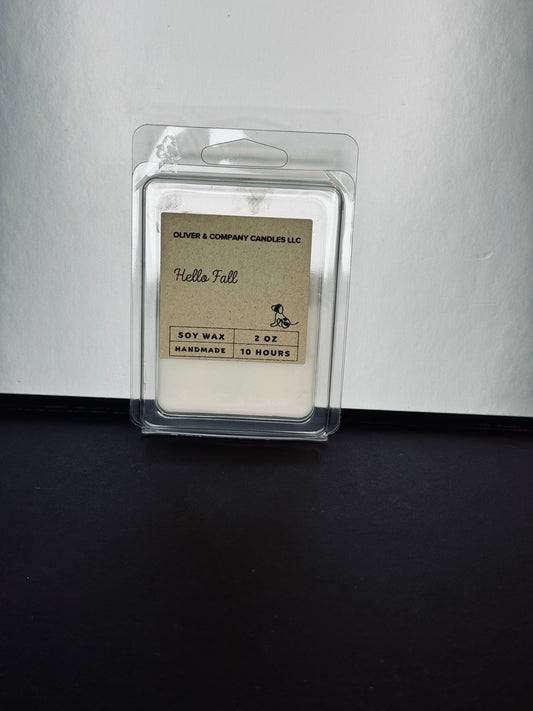 OLIVER & COMPANY CANDLES LLC
Hello Fall
SOY WAX 2 OZ
HANDMADE 10 HOURS